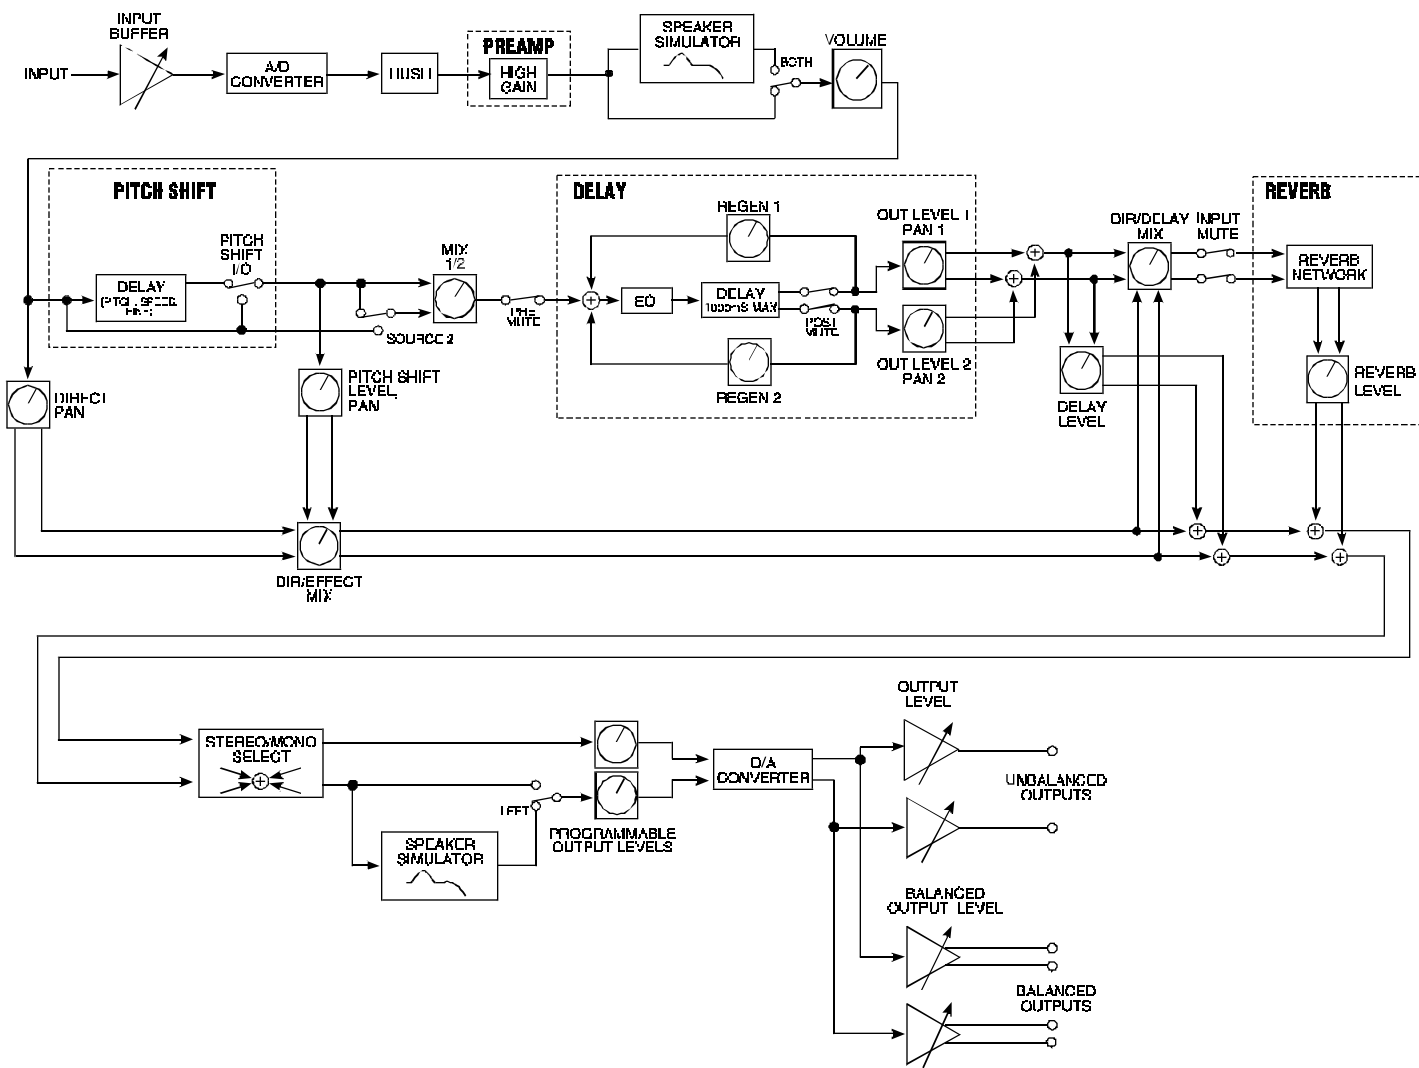 INPUT
BUFFER
INPUT
A/D
CONVERTER
HUSH
PREAMP
HIGH
GAIN
SPEAKER
SIMULATOR
BOTH
VOLUME
PITCH SHIFT
PITCH
SHIFT
I/O
DELAY
(PITCH, SPEED,
MIX
1/2
SOURCE 2
PRE
MUTE
DELAY
REGEN 1
EQ
DELAY
1000mS MAX
POST
MUTE
REGEN 2
OUT LEVEL 1
PAN 1
OUT LEVEL 2
PAN 2
DIR/DELAY
MIX
INPUT
MUTE
REVERB
REVERB
NETWORK
DIRECT
PAN
PITCH SHIFT
LEVEL,
PAN
DELAY
LEVEL
REVERB
LEVEL
DIR/EFFECT
MIX
STEREO/MONO
SELECT
LEFT
SPEAKER
SIMULATOR
PROGRAMMABLE
OUTPUT LEVELS
D/A
CONVERTER
OUTPUT
LEVEL
UNBALANCED
OUTPUTS
BALANCED
OUTPUT LEVEL
BALANCED
OUTPUTS